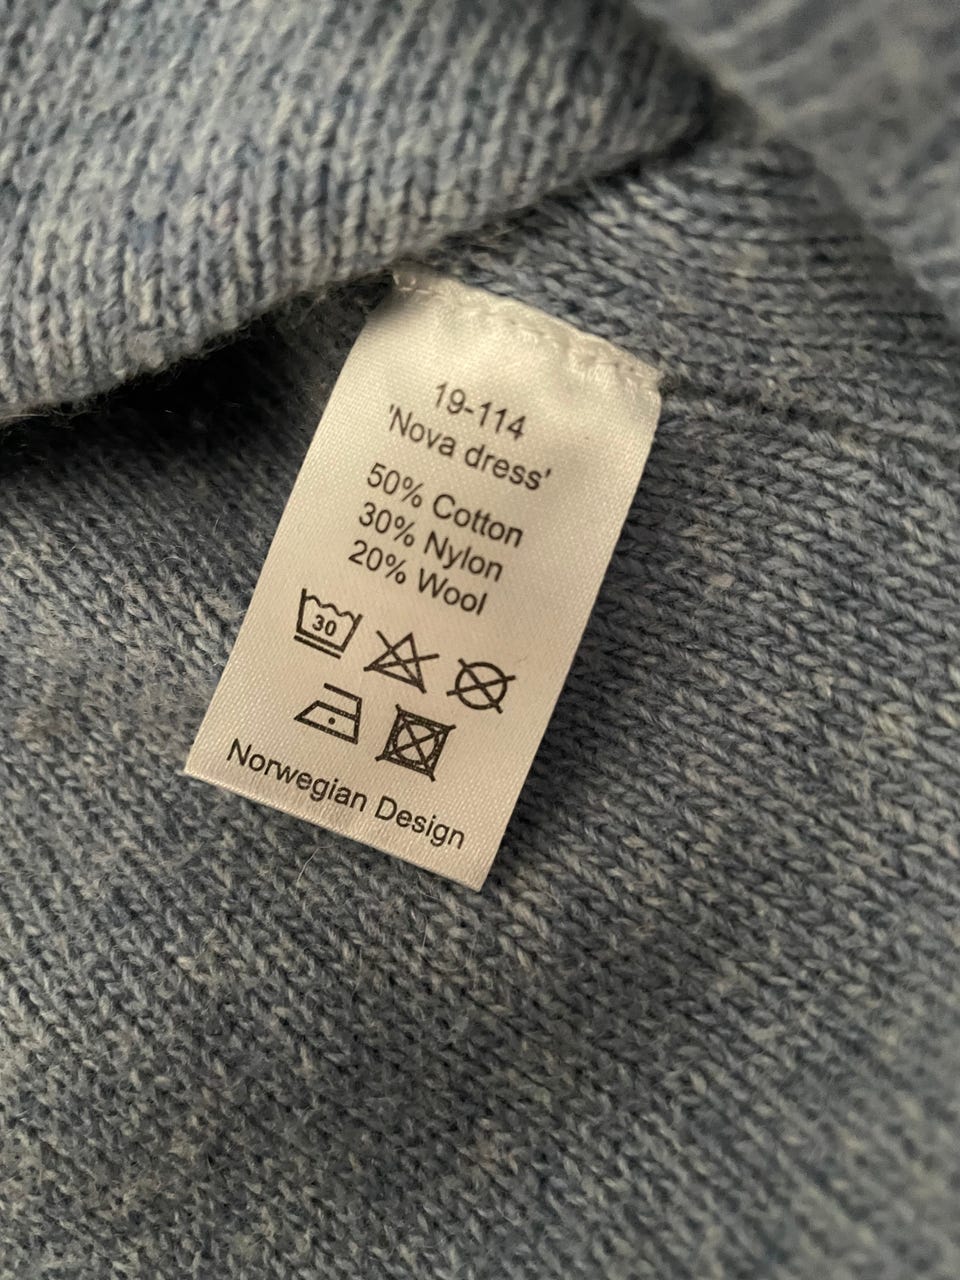 19-114
'Nova dress'
50% Cotton
30% Nylon
20% Wool
30
Norwegian Design